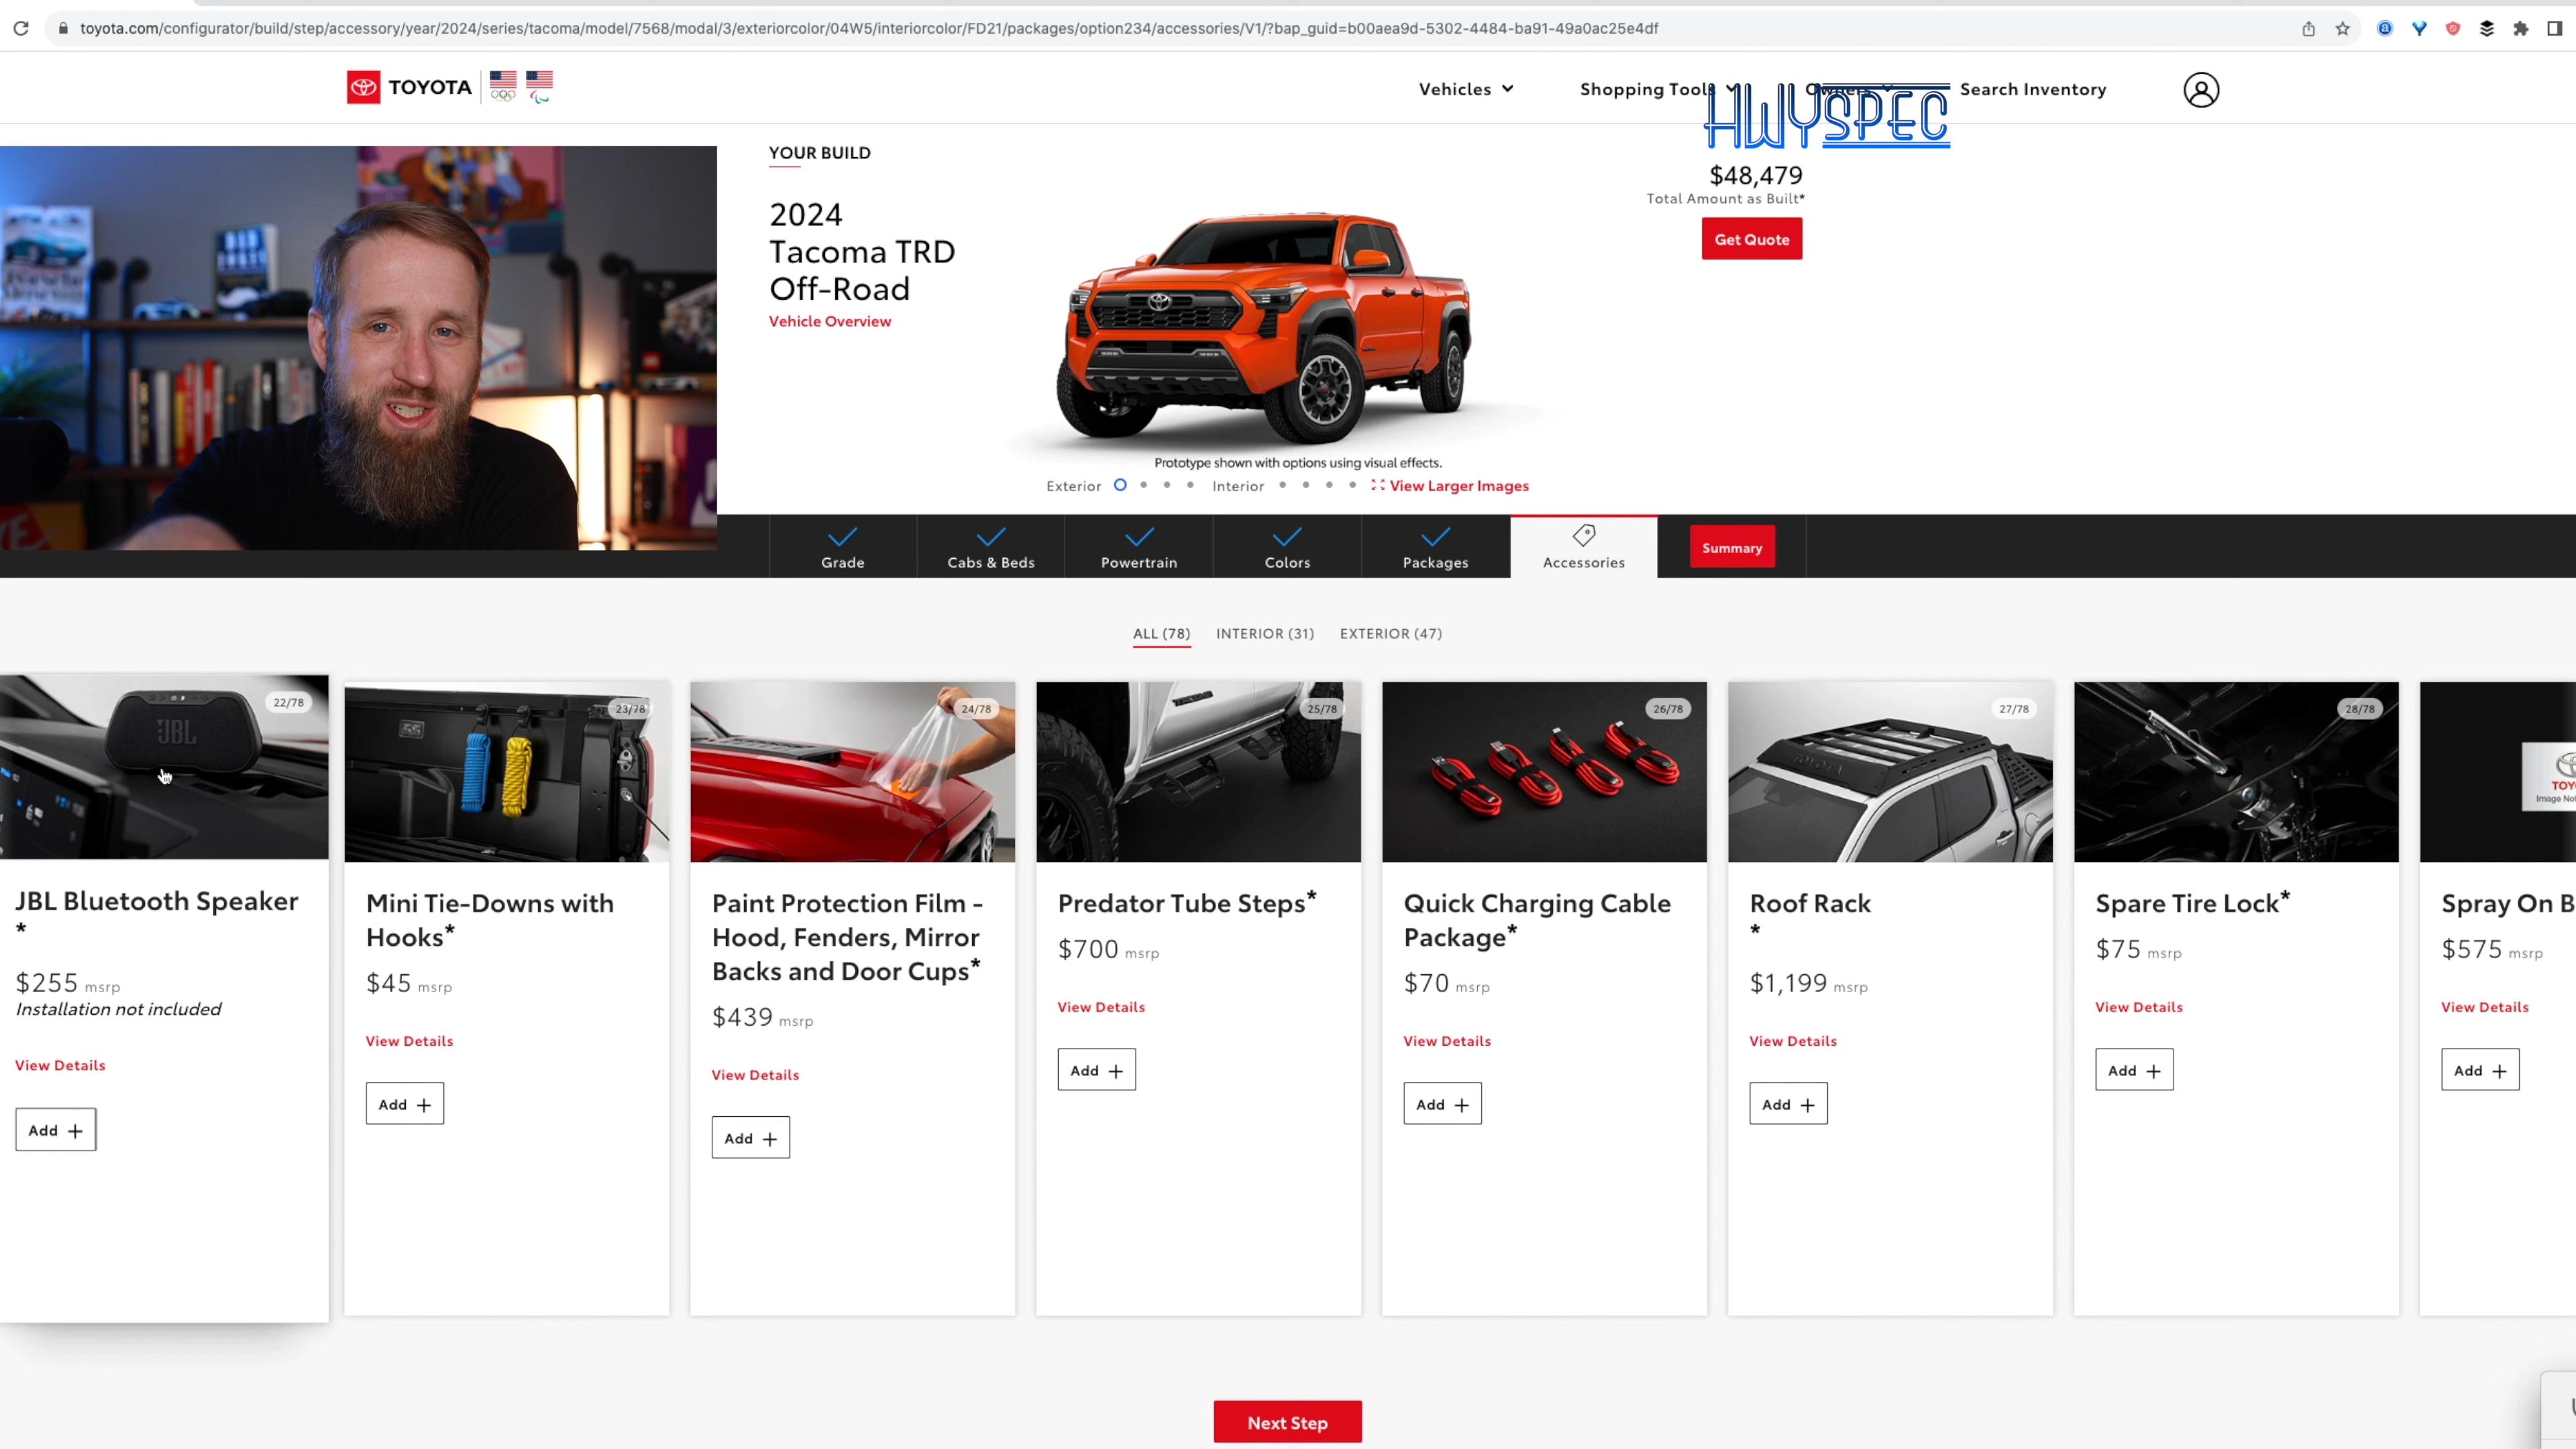 toyota.com/configurator/build/step/accessory/year/2024/series/tacoma/model/7568/modal/3/exteriorcolor/04W5/interiorcolor/FD21/packages/option234/accessories/V1/?bap_guid=b00aea9d-5302-4484-ba91-49a0ac25e4df
TOYOTA
Vehicles
Shopping Tools
Owners
Search Inventory
HWYSPEC
YOUR BUILD
2024
Tacoma TRD
Off-Road
Vehicle Overview
$48,479
Total Amount as Built*
Get Quote
Prototype shown with options using visual effects.
Exterior
Interior
View Larger Images
Grade
Cabs & Beds
Powertrain
Colors
Packages
Accessories
Summary
ALL (78)
INTERIOR (31)
EXTERIOR (47)
22/78
JBL
JBL Bluetooth Speaker
*
$255 msrp
Installation not included
View Details
Add +
23/78
Mini Tie-Downs with
Hooks*
$45 msrp
View Details
Add +
24/78
Paint Protection Film -
Hood, Fenders, Mirror
Backs and Door Cups*
$439 msrp
View Details
Add +
25/78
TACOMA
Predator Tube Steps*
$700 msrp
View Details
Add +
26/78
Quick Charging Cable
Package*
$70 msrp
View Details
Add +
27/78
Roof Rack
*
$1,199 msrp
View Details
Add +
28/78
Spare Tire Lock*
$75 msrp
View Details
Add +
TOY
Image Not
Spray On B
$575 msrp
View Details
Add +
Next Step